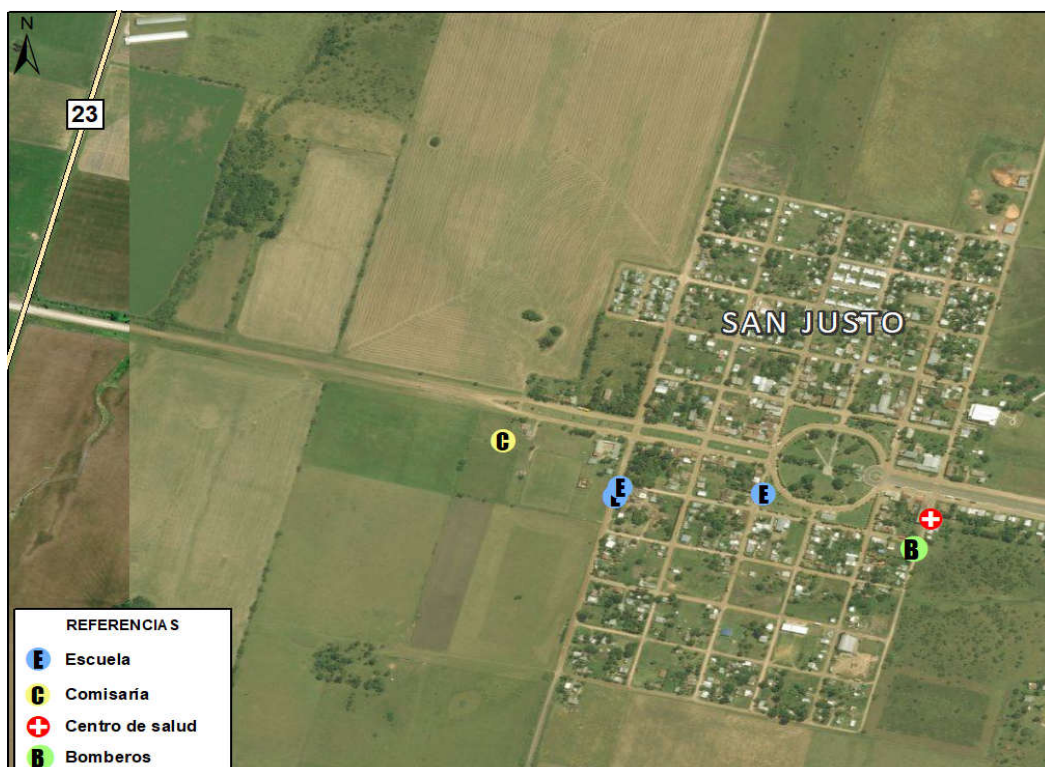 N
23
SAN JUSTO
C
E
E
E
B
REFERENCIAS
E Escuela
C Comisaría
Centro de salud
B Bomberos